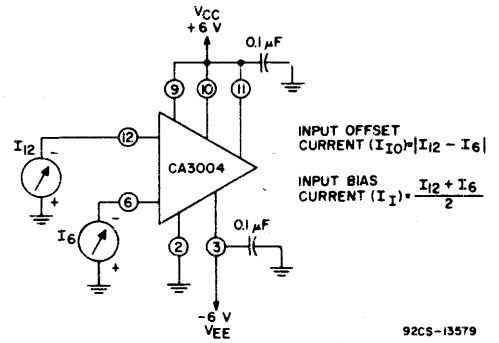 VCC
+6 V
0.1 µF
9
10
11
I12
-
12
CA3004
+
INPUT OFFSET
CURRENT (IIO)=|I12 - I6|
INPUT BIAS
CURRENT (II)= I12 + I6
2
I6
-
6
+
2
3
0.1 µF
-6 V
VEE
92CS-13579